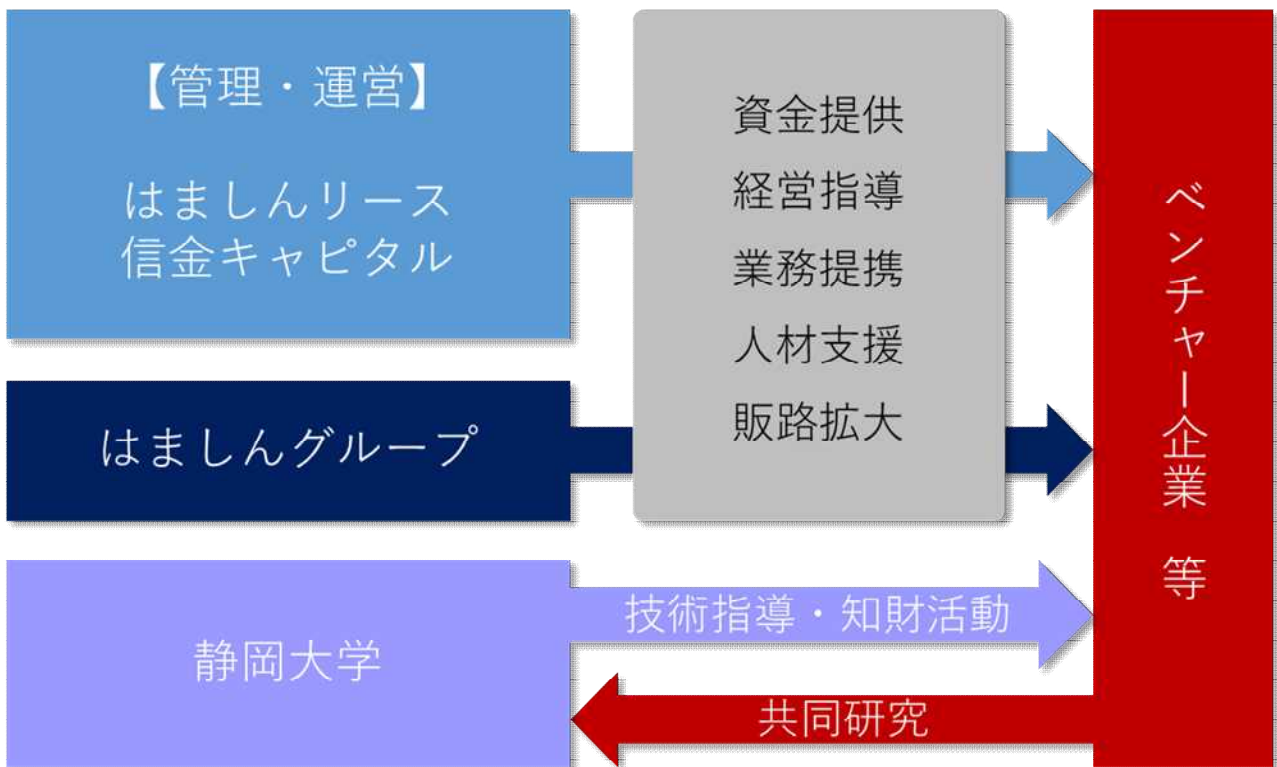 【管理・運営】
はましんリース
信金キャピタル
はましんグループ
静岡大学
資金提供
経営指導
業務提携
人材支援
販路拡大
技術指導・知財活動
共同研究
ベンチャー企業 等